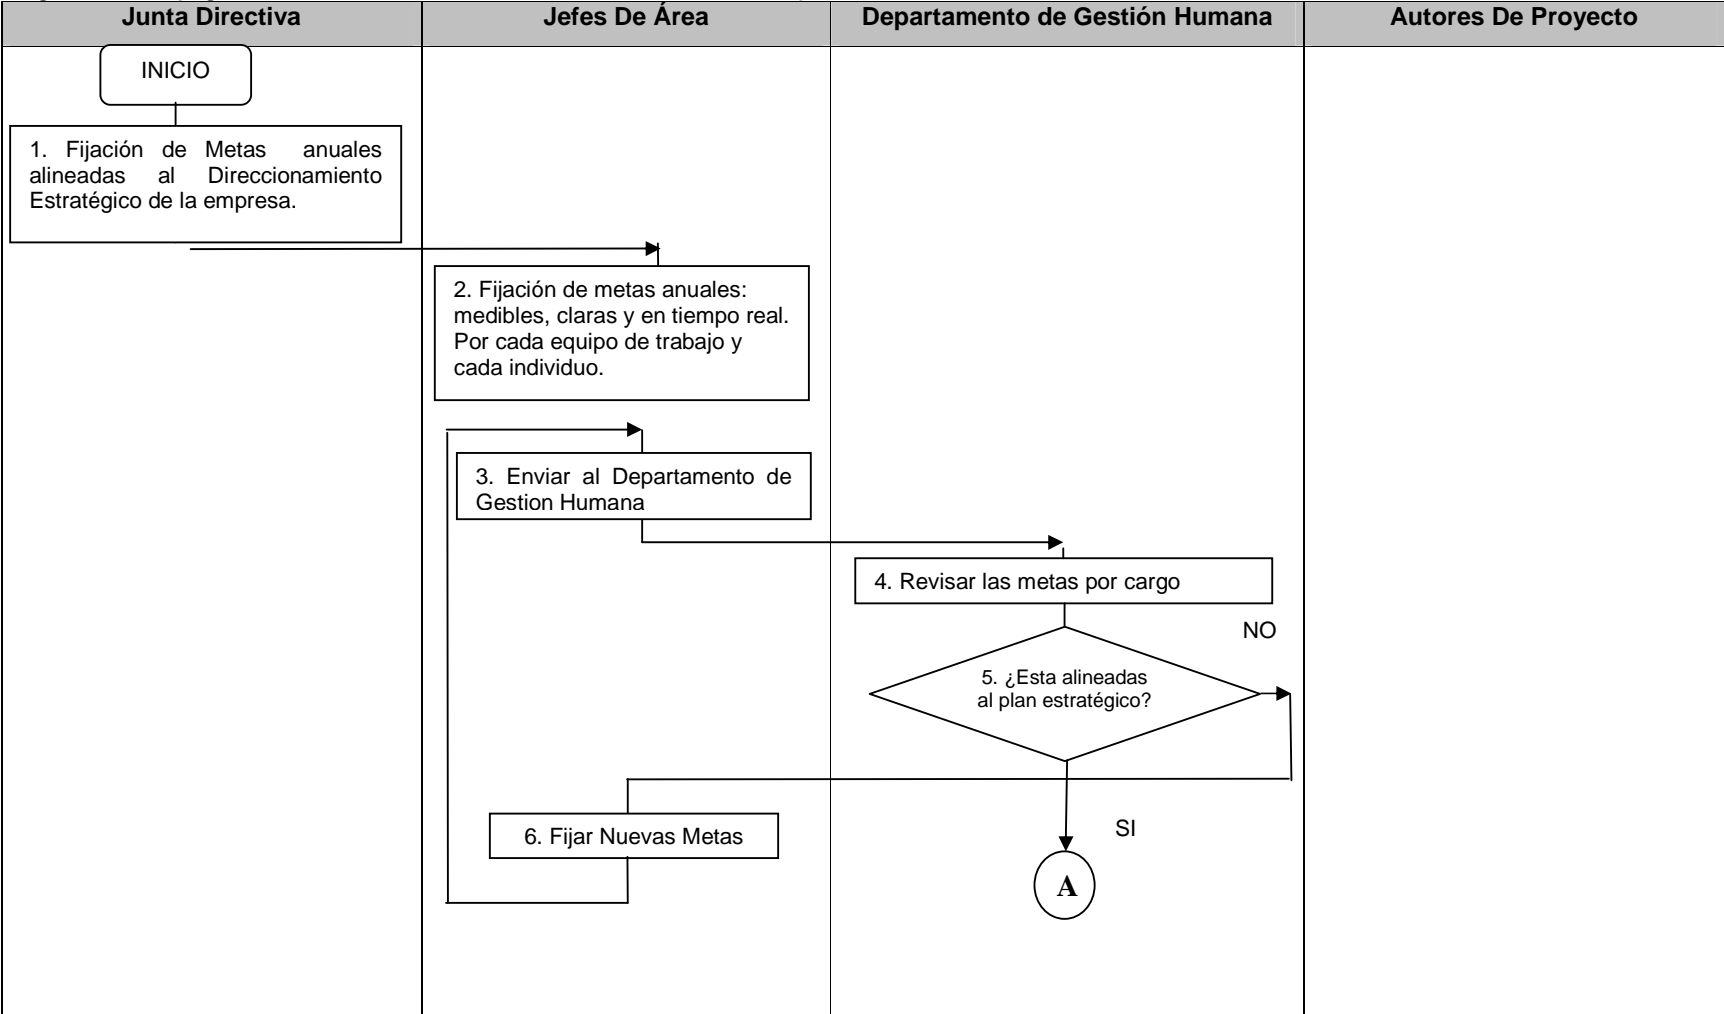 Junta Directiva
Jefes De Área
Departamento de Gestión Humana
Autores De Proyecto
INICIO
1. Fijación de Metas anuales
alineadas al Direccionamiento
Estratégico de la empresa.
2. Fijación de metas anuales:
medibles, claras y en tiempo real.
Por cada equipo de trabajo y
cada individuo.
3. Enviar al Departamento de
Gestion Humana
4. Revisar las metas por cargo
NO
5. ¿Esta alineadas
al plan estratégico?
6. Fijar Nuevas Metas
SI
A